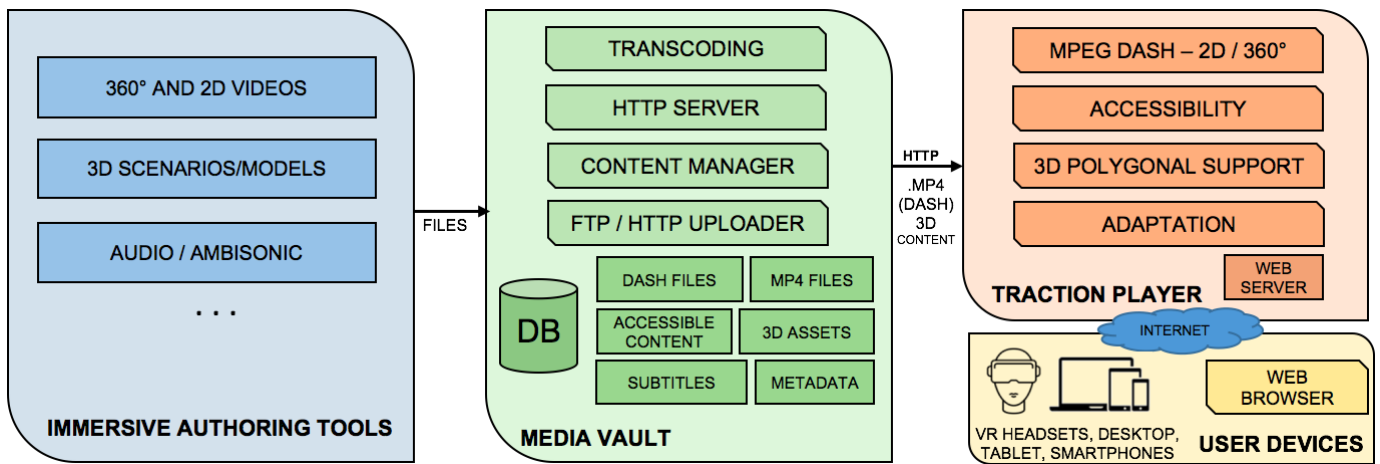 360° AND 2D VIDEOS
3D SCENARIOS/MODELS
AUDIO / AMBISONIC
. . .
IMMERSIVE AUTHORING TOOLS
FILES
TRANSCODING
HTTP SERVER
CONTENT MANAGER
FTP / HTTP UPLOADER
DB
DASH FILES
MP4 FILES
ACCESSIBLE
CONTENT
3D ASSETS
SUBTITLES
METADATA
MEDIA VAULT
HTTP
.MP4
(DASH)
3D
CONTENT
MPEG DASH – 2D / 360°
ACCESSIBILITY
3D POLYGONAL SUPPORT
ADAPTATION
WEB
SERVER
TRACTION PLAYER
INTERNET
WEB
BROWSER
VR HEADSETS, DESKTOP,
TABLET, SMARTPHONES
USER DEVICES